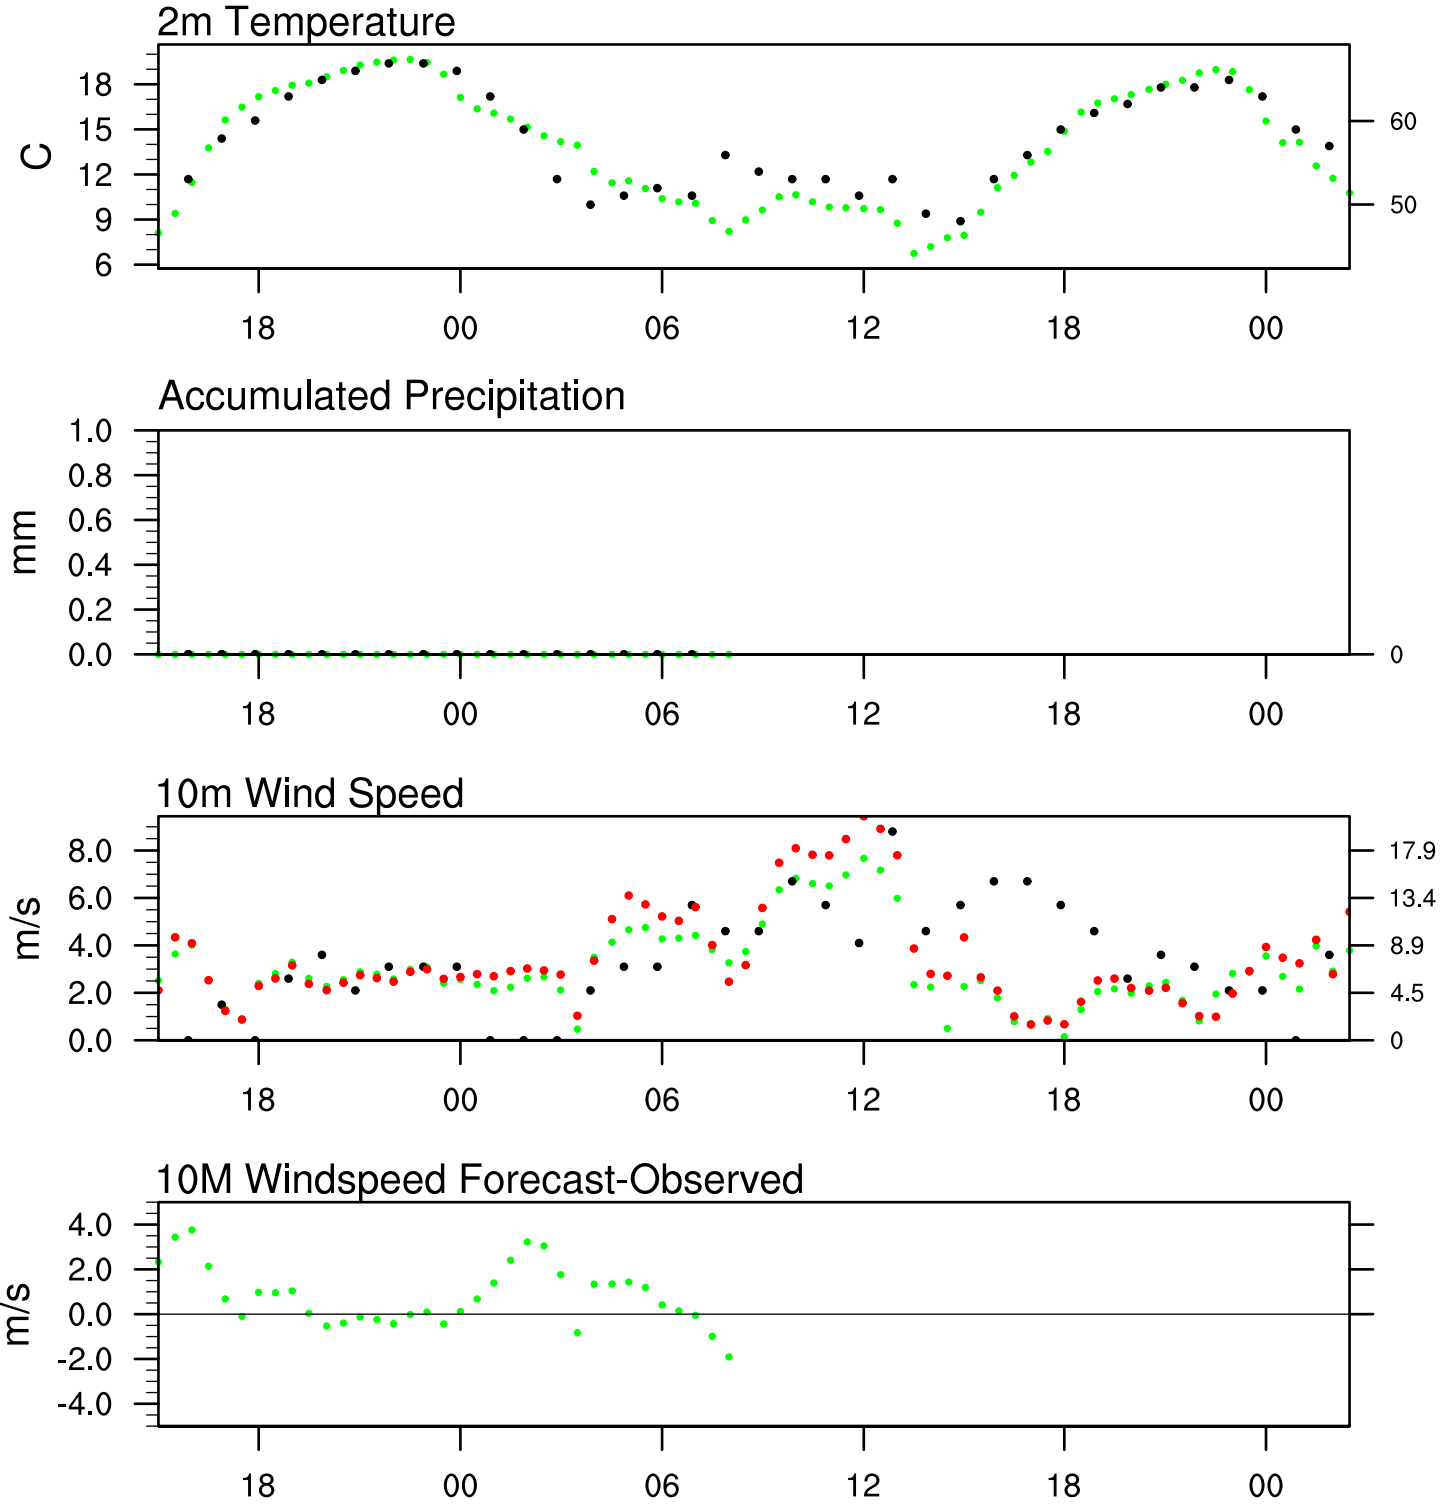 2m Temperature
18
15
12
9
6
C
60
50
18 00 06 12 18 00
Accumulated Precipitation
1.0
0.8
0.6
0.4
0.2
0.0
mm
0
18 00 06 12 18 00
10m Wind Speed
8.0
6.0
4.0
2.0
0.0
m/s
17.9
13.4
8.9
4.5
0
18 00 06 12 18 00
10M Windspeed Forecast-Observed
4.0
2.0
0.0
-2.0
-4.0
m/s
18 00 06 12 18 00